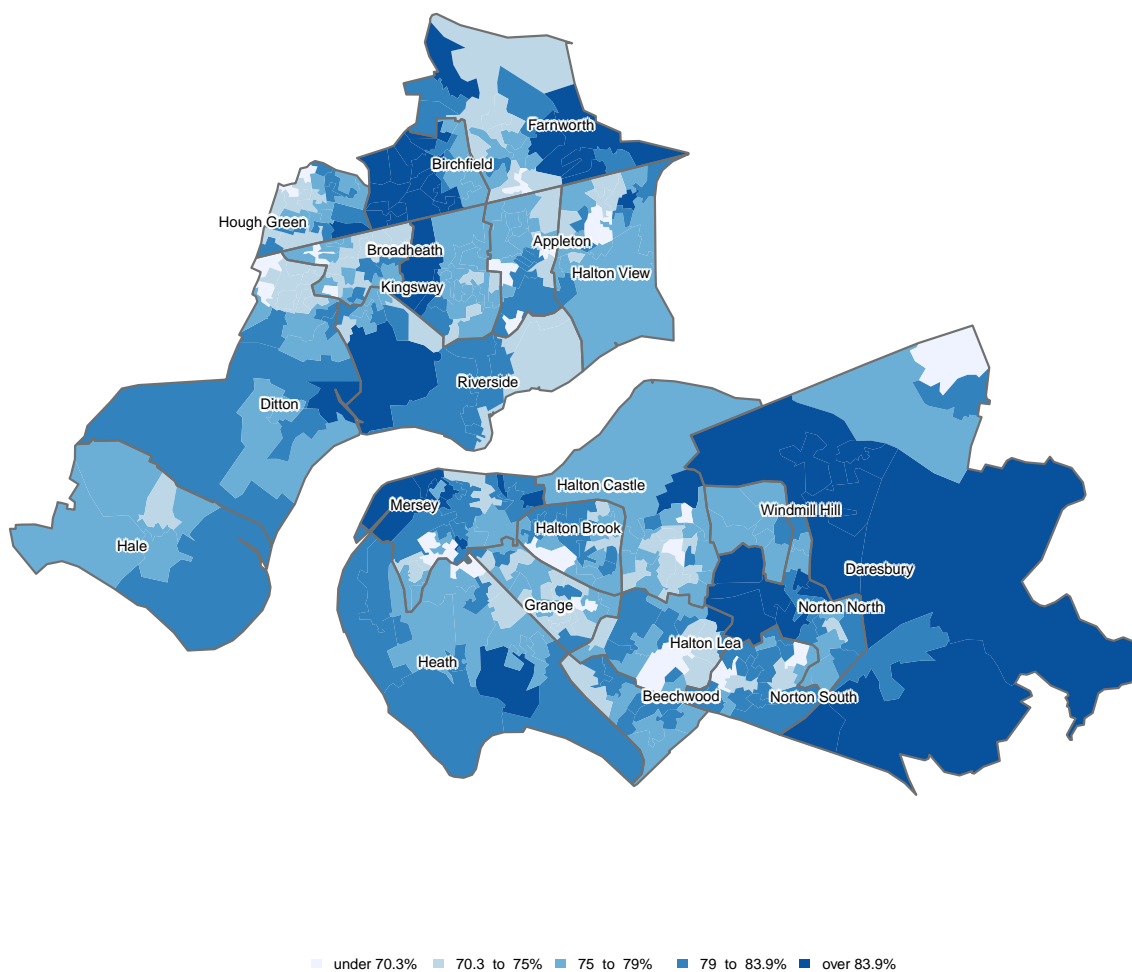 Farnworth
Birchfield
Hough Green
Broadheath
Appleton
Halton View
Kingsway
Riverside
Ditton
Halton Castle
Mersey
Windmill Hill
Halton Brook
Hale
Daresbury
Grange
Norton North
Halton Lea
Heath
Beechwood
Norton South
under 70.3% 70.3 to 75% 75 to 79% 79 to 83.9% over 83.9%